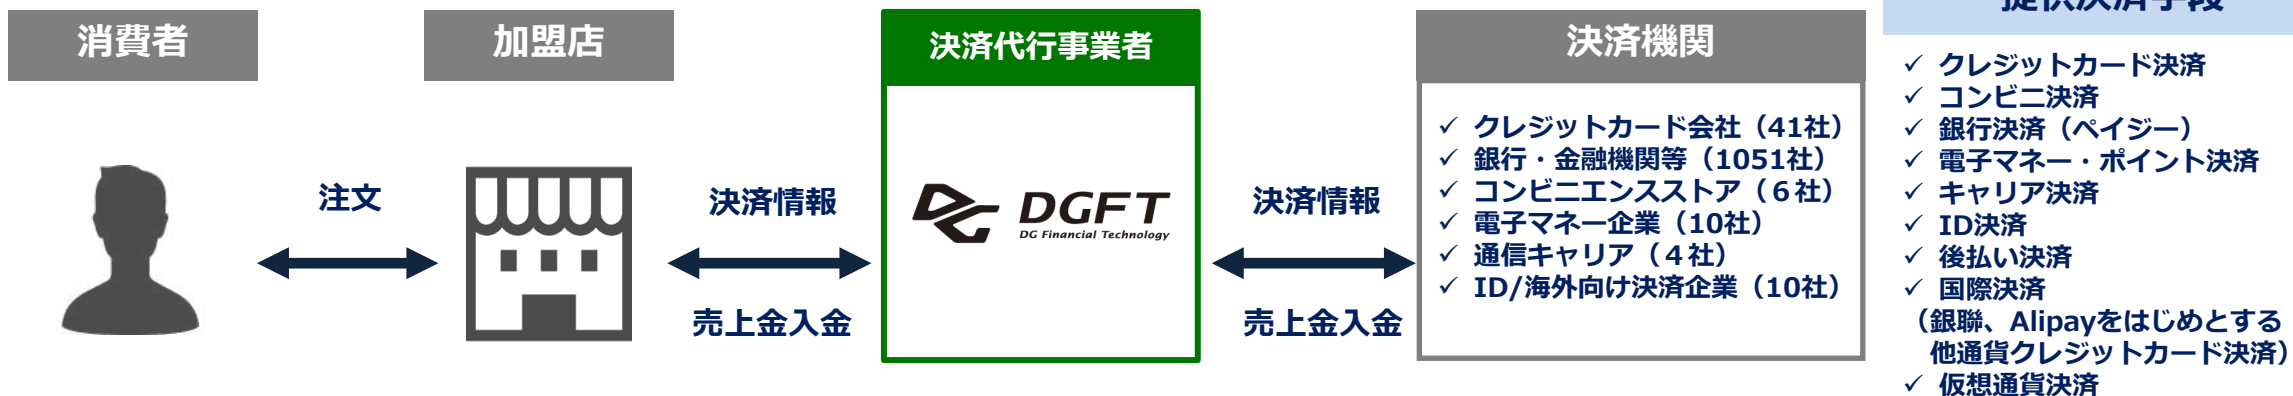 消費者
加盟店
決済代行事業者
決済機関
提供決済手段
注文
決済情報
売上金入金
DGFT
DG Financial Technology
決済情報
売上金入金
✓ クレジットカード会社（41社）
✓ 銀行・金融機関等（1051社）
✓ コンビニエンスストア（６社）
✓ 電子マネー企業（10社）
✓ 通信キャリア（４社）
✓ ID/海外向け決済企業（10社）
✓ クレジットカード決済
✓ コンビニ決済
✓ 銀行決済（ペイジー）
✓ 電子マネー・ポイント決済
✓ キャリア決済
✓ ID決済
✓ 後払い決済
✓ 国際決済
（銀聯、Alipayをはじめとする
他通貨クレジットカード決済）
✓ 仮想通貨決済